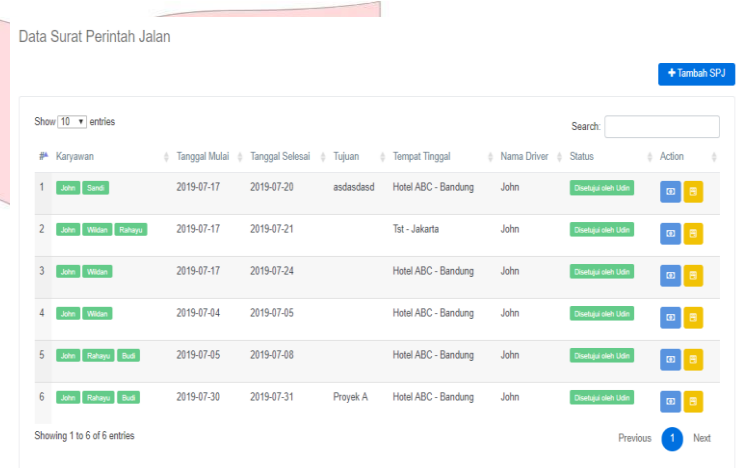 Data Surat Perintah Jalan
+ Tambah SPJ
Show 10 entries Search:
# Karyawan Tanggal Mulai Tanggal Selesai Tujuan Tempat Tinggal Nama Driver Status Action
1 John Sandi 2019-07-17 2019-07-20 asdasdasd Hotel ABC - Bandung John Disetujui oleh Udin
2 John Wildan Rahayu 2019-07-17 2019-07-21 Tst - Jakarta John Disetujui oleh Udin
3 John Wildan 2019-07-17 2019-07-24 Hotel ABC - Bandung John Disetujui oleh Udin
4 John Wildan 2019-07-04 2019-07-05 Hotel ABC - Bandung John Disetujui oleh Udin
5 John Rahayu Budi 2019-07-05 2019-07-08 Hotel ABC - Bandung John Disetujui oleh Udin
6 John Rahayu Budi 2019-07-30 2019-07-31 Proyek A Hotel ABC - Bandung John Disetujui oleh Udin
Showing 1 to 6 of 6 entries Previous 1 Next